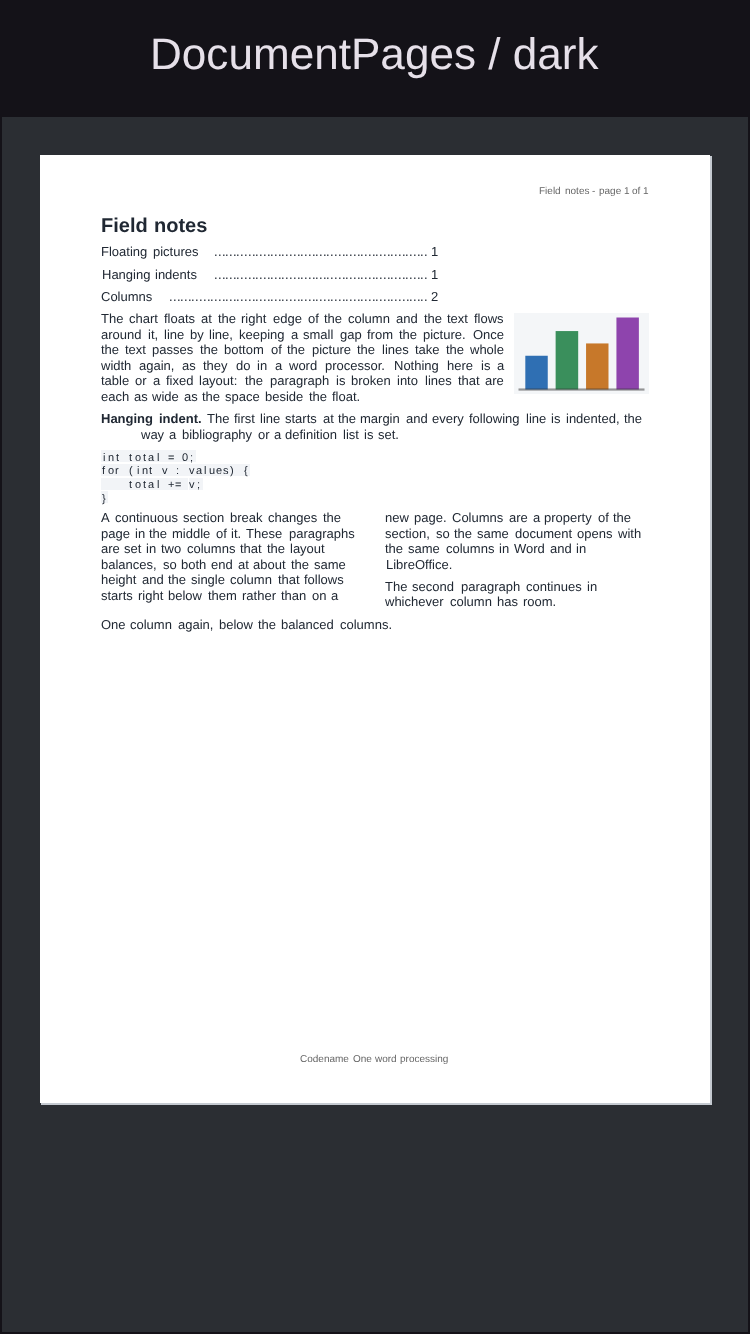 DocumentPages / dark
Field notes - page 1 of 1
Field notes
Floating pictures ......................................................... 1
Hanging indents ......................................................... 1
Columns ..................................................................... 2
The chart floats at the right edge of the column and the text flows
around it, line by line, keeping a small gap from the picture. Once
the text passes the bottom of the picture the lines take the whole
width again, as they do in a word processor. Nothing here is a
table or a fixed layout: the paragraph is broken into lines that are
each as wide as the space beside the float.
Hanging indent. The first line starts at the margin and every following line is indented, the
way a bibliography or a definition list is set.
int total = 0;
for (int v : values) {
    total += v;
}
A continuous section break changes the
page in the middle of it. These paragraphs
are set in two columns that the layout
balances, so both end at about the same
height and the single column that follows
starts right below them rather than on a
new page. Columns are a property of the
section, so the same document opens with
the same columns in Word and in
LibreOffice.
The second paragraph continues in
whichever column has room.
One column again, below the balanced columns.
Codename One word processing